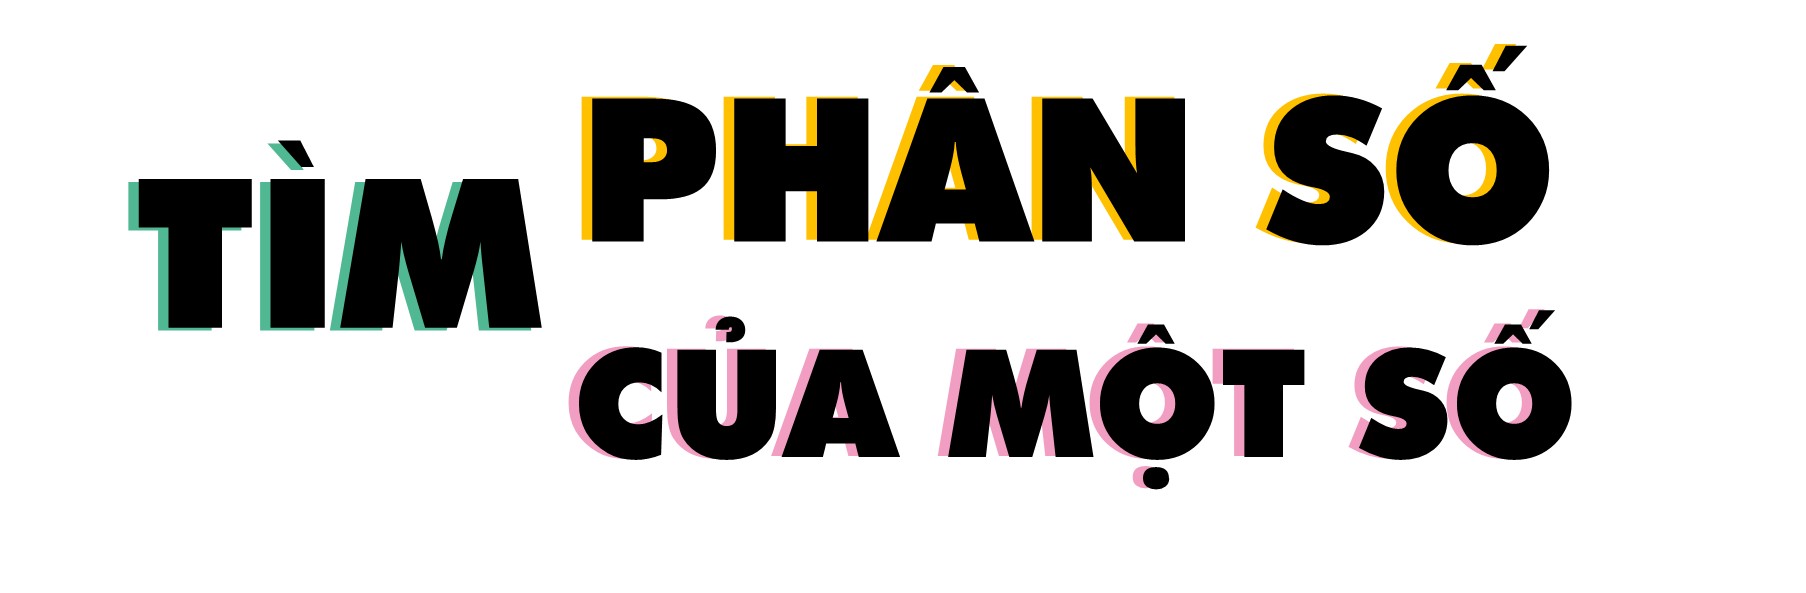 TÌM
PHÂN SỐ
CỦA MỘT SỐ